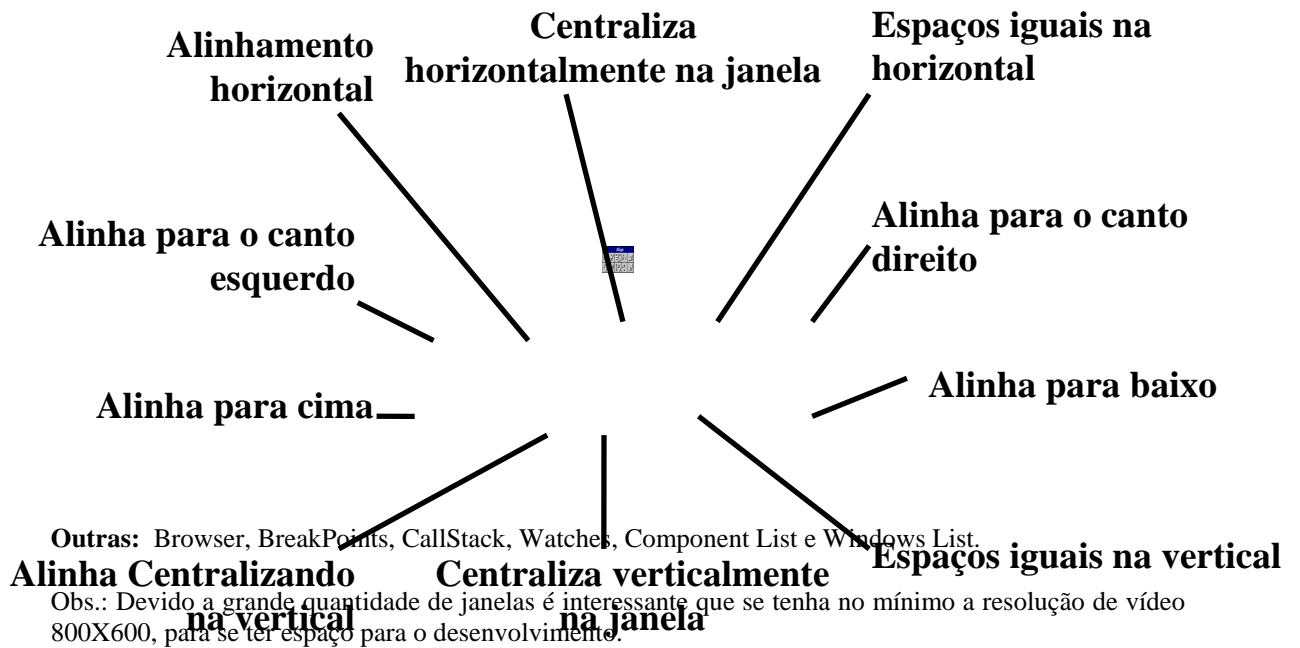 Alinhamento
horizontal
Centraliza
horizontalmente na janela
Espaços iguais na
horizontal
Alinha para o canto
esquerdo
Alinha para o canto
direito
Alinha para cima
Alinha para baixo
Outras: Browser, BreakPoints, CallStack, Watches, Component List e Windows List.
Alinha Centralizando
na vertical
Centraliza verticalmente
na janela
Espaços iguais na vertical
Obs.: Devido a grande quantidade de janelas é interessante que se tenha no mínimo a resolução de vídeo
800X600, para se ter espaço para o desenvolvimento.